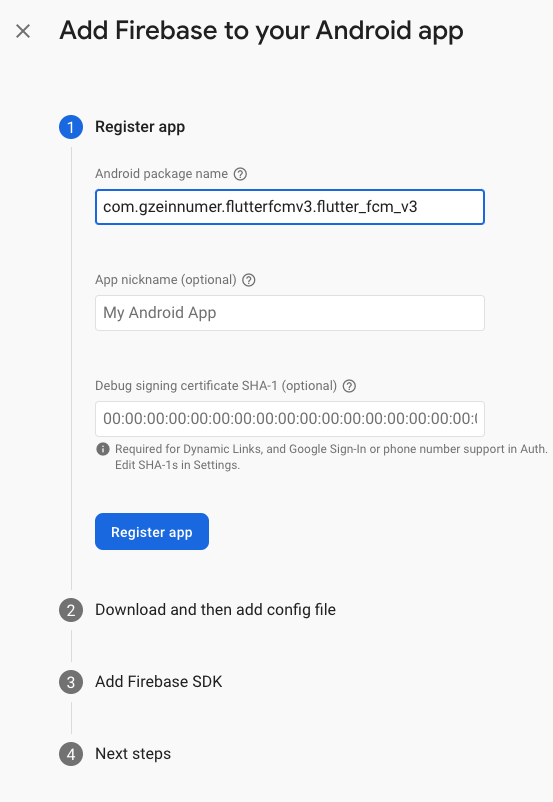 Add Firebase to your Android app
1 Register app
Android package name
com.gzeinnumer.flutterfcmv3.flutter_fcm_v3
App nickname (optional)
My Android App
Debug signing certificate SHA-1 (optional)
00:00:00:00:00:00:00:00:00:00:00:00:00:00:00:00:00:
Required for Dynamic Links, and Google Sign-In or phone number support in Auth.
Edit SHA-1s in Settings.
Register app
2 Download and then add config file
3 Add Firebase SDK
4 Next steps